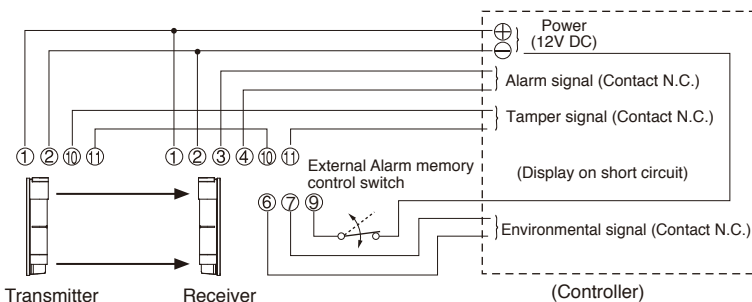 ⊕ Power
⊖ (12V DC)
Alarm signal (Contact N.C.)
Tamper signal (Contact N.C.)
① ② ⑩ ⑪ ① ② ③ ④ ⑩ ⑪
External Alarm memory
control switch
(Display on short circuit)
⑥ ⑦ ⑨
Environmental signal (Contact N.C.)
Transmitter Receiver (Controller)